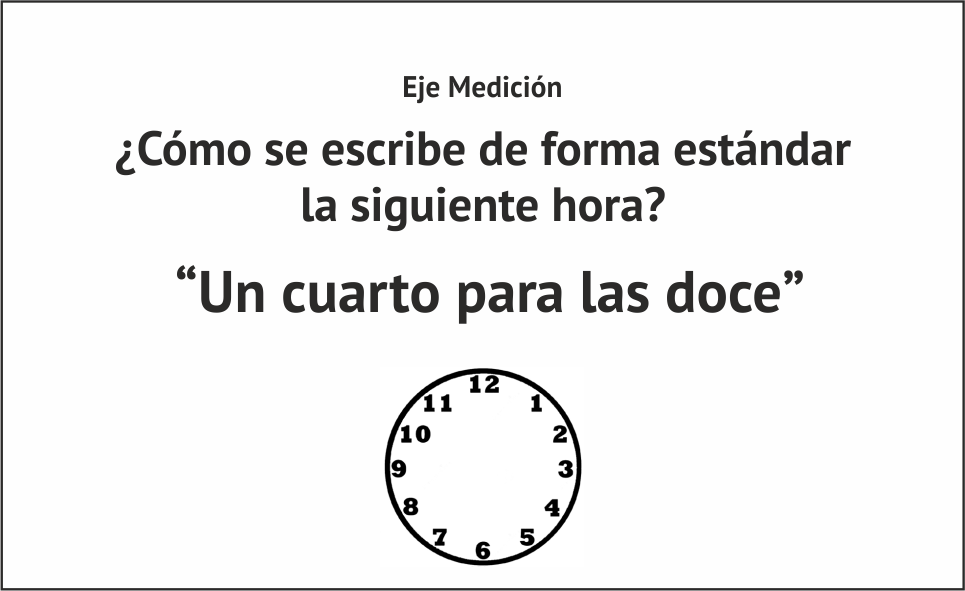 Eje Medición
¿Cómo se escribe de forma estándar
la siguiente hora?
“Un cuarto para las doce”
12
11 1
10 2
9 3
8 4
7 5
6